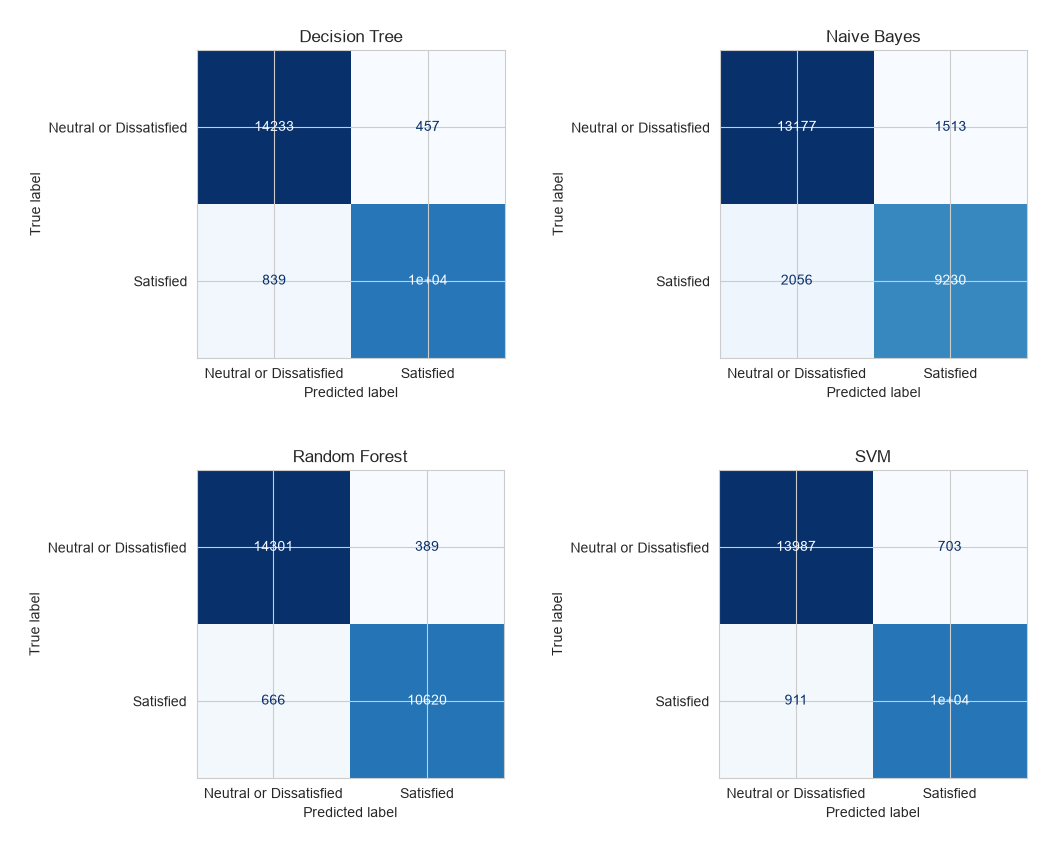 Decision Tree
Neutral or Dissatisfied
14233
457
True label
Satisfied
839
1e+04
Neutral or Dissatisfied
Satisfied
Predicted label
Naive Bayes
Neutral or Dissatisfied
13177
1513
True label
Satisfied
2056
9230
Neutral or Dissatisfied
Satisfied
Predicted label
Random Forest
Neutral or Dissatisfied
14301
389
True label
Satisfied
666
10620
Neutral or Dissatisfied
Satisfied
Predicted label
SVM
Neutral or Dissatisfied
13987
703
True label
Satisfied
911
1e+04
Neutral or Dissatisfied
Satisfied
Predicted label